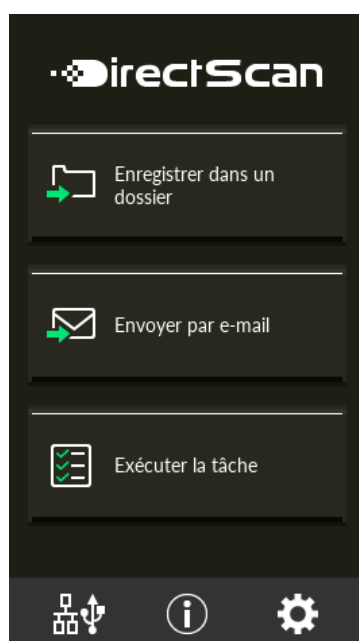 DirectScan
Enregistrer dans un
dossier
Envoyer par e-mail
Exécuter la tâche